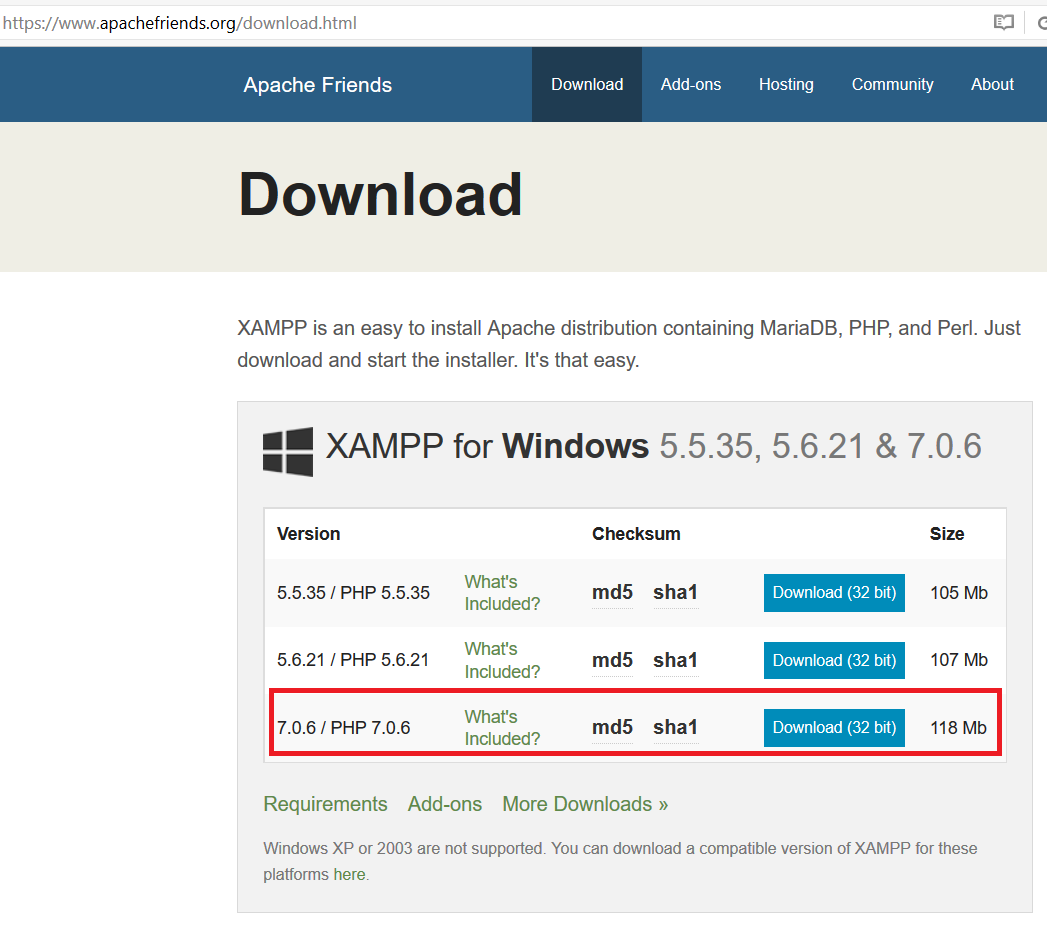 https://www.apachefriends.org/download.html
Apache Friends Download Add-ons Hosting Community About
Download
XAMPP is an easy to install Apache distribution containing MariaDB, PHP, and Perl. Just
download and start the installer. It's that easy.
XAMPP for Windows 5.5.35, 5.6.21 & 7.0.6
Version Checksum Size
5.5.35 / PHP 5.5.35 What's Included? md5 sha1 Download (32 bit) 105 Mb
5.6.21 / PHP 5.6.21 What's Included? md5 sha1 Download (32 bit) 107 Mb
7.0.6 / PHP 7.0.6 What's Included? md5 sha1 Download (32 bit) 118 Mb
Requirements Add-ons More Downloads »
Windows XP or 2003 are not supported. You can download a compatible version of XAMPP for these
platforms here.